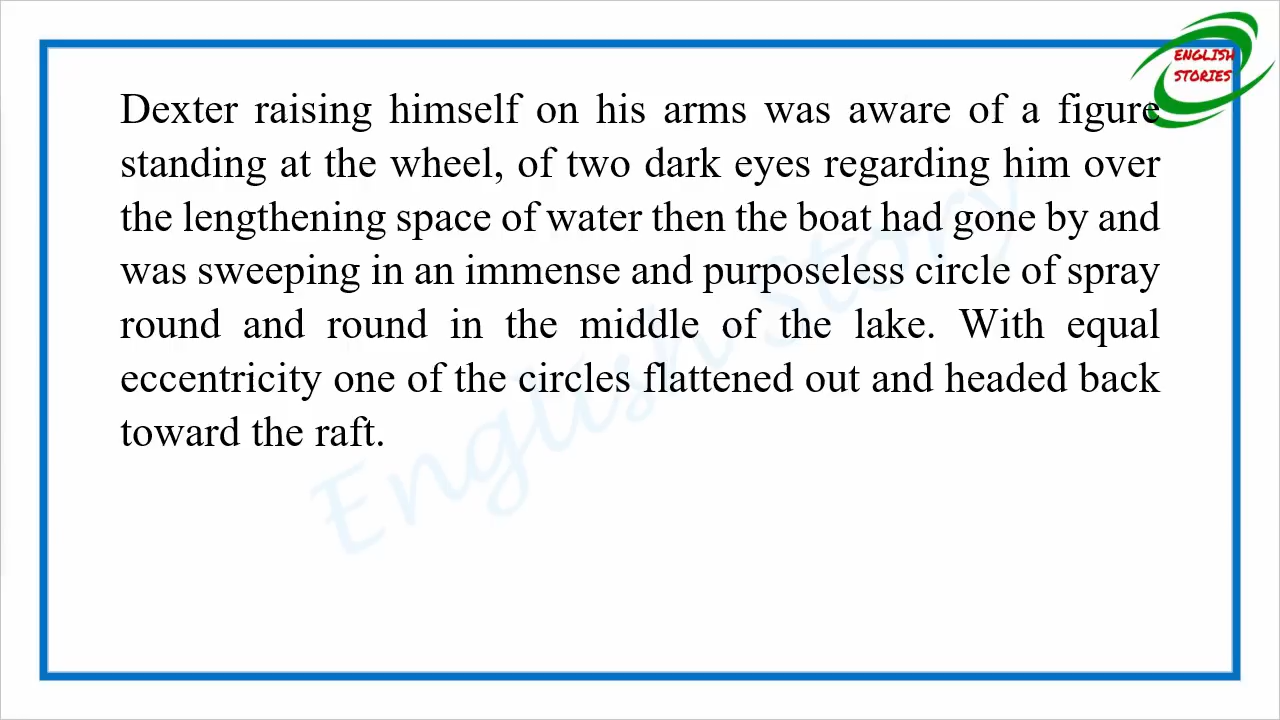 ENGLISH
STORIES
Dexter raising himself on his arms was aware of a figure
standing at the wheel, of two dark eyes regarding him over
the lengthening space of water then the boat had gone by and
was sweeping in an immense and purposeless circle of spray
round and round in the middle of the lake. With equal
eccentricity one of the circles flattened out and headed back
toward the raft.
English Story